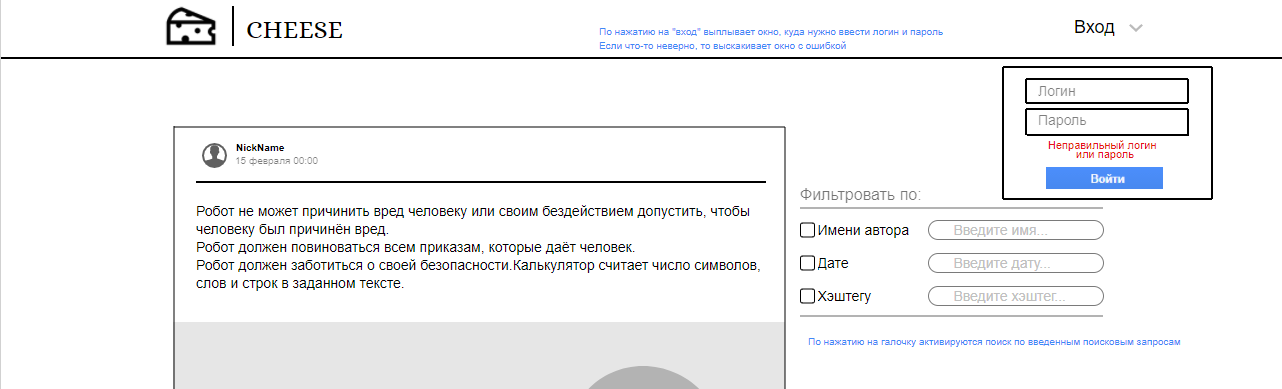 CHEESE
По нажатию на "вход" выплывает окно, куда нужно ввести логин и пароль
Если что-то неверно, то выскакивает окно с ошибкой
Вход
Логин
Пароль
Неправильный логин
или пароль
Войти
NickName
15 февраля 00:00
Робот не может причинить вред человеку или своим бездействием допустить, чтобы
человеку был причинён вред.
Робот должен повиноваться всем приказам, которые даёт человек.
Робот должен заботиться о своей безопасности.Калькулятор считает число символов,
слов и строк в заданном тексте.
Фильтровать по:
Имени автора
Введите имя...
Дате
Введите дату...
Хэштегу
Введите хэштег...
По нажатию на галочку активируются поиск по введенным поисковым запросам